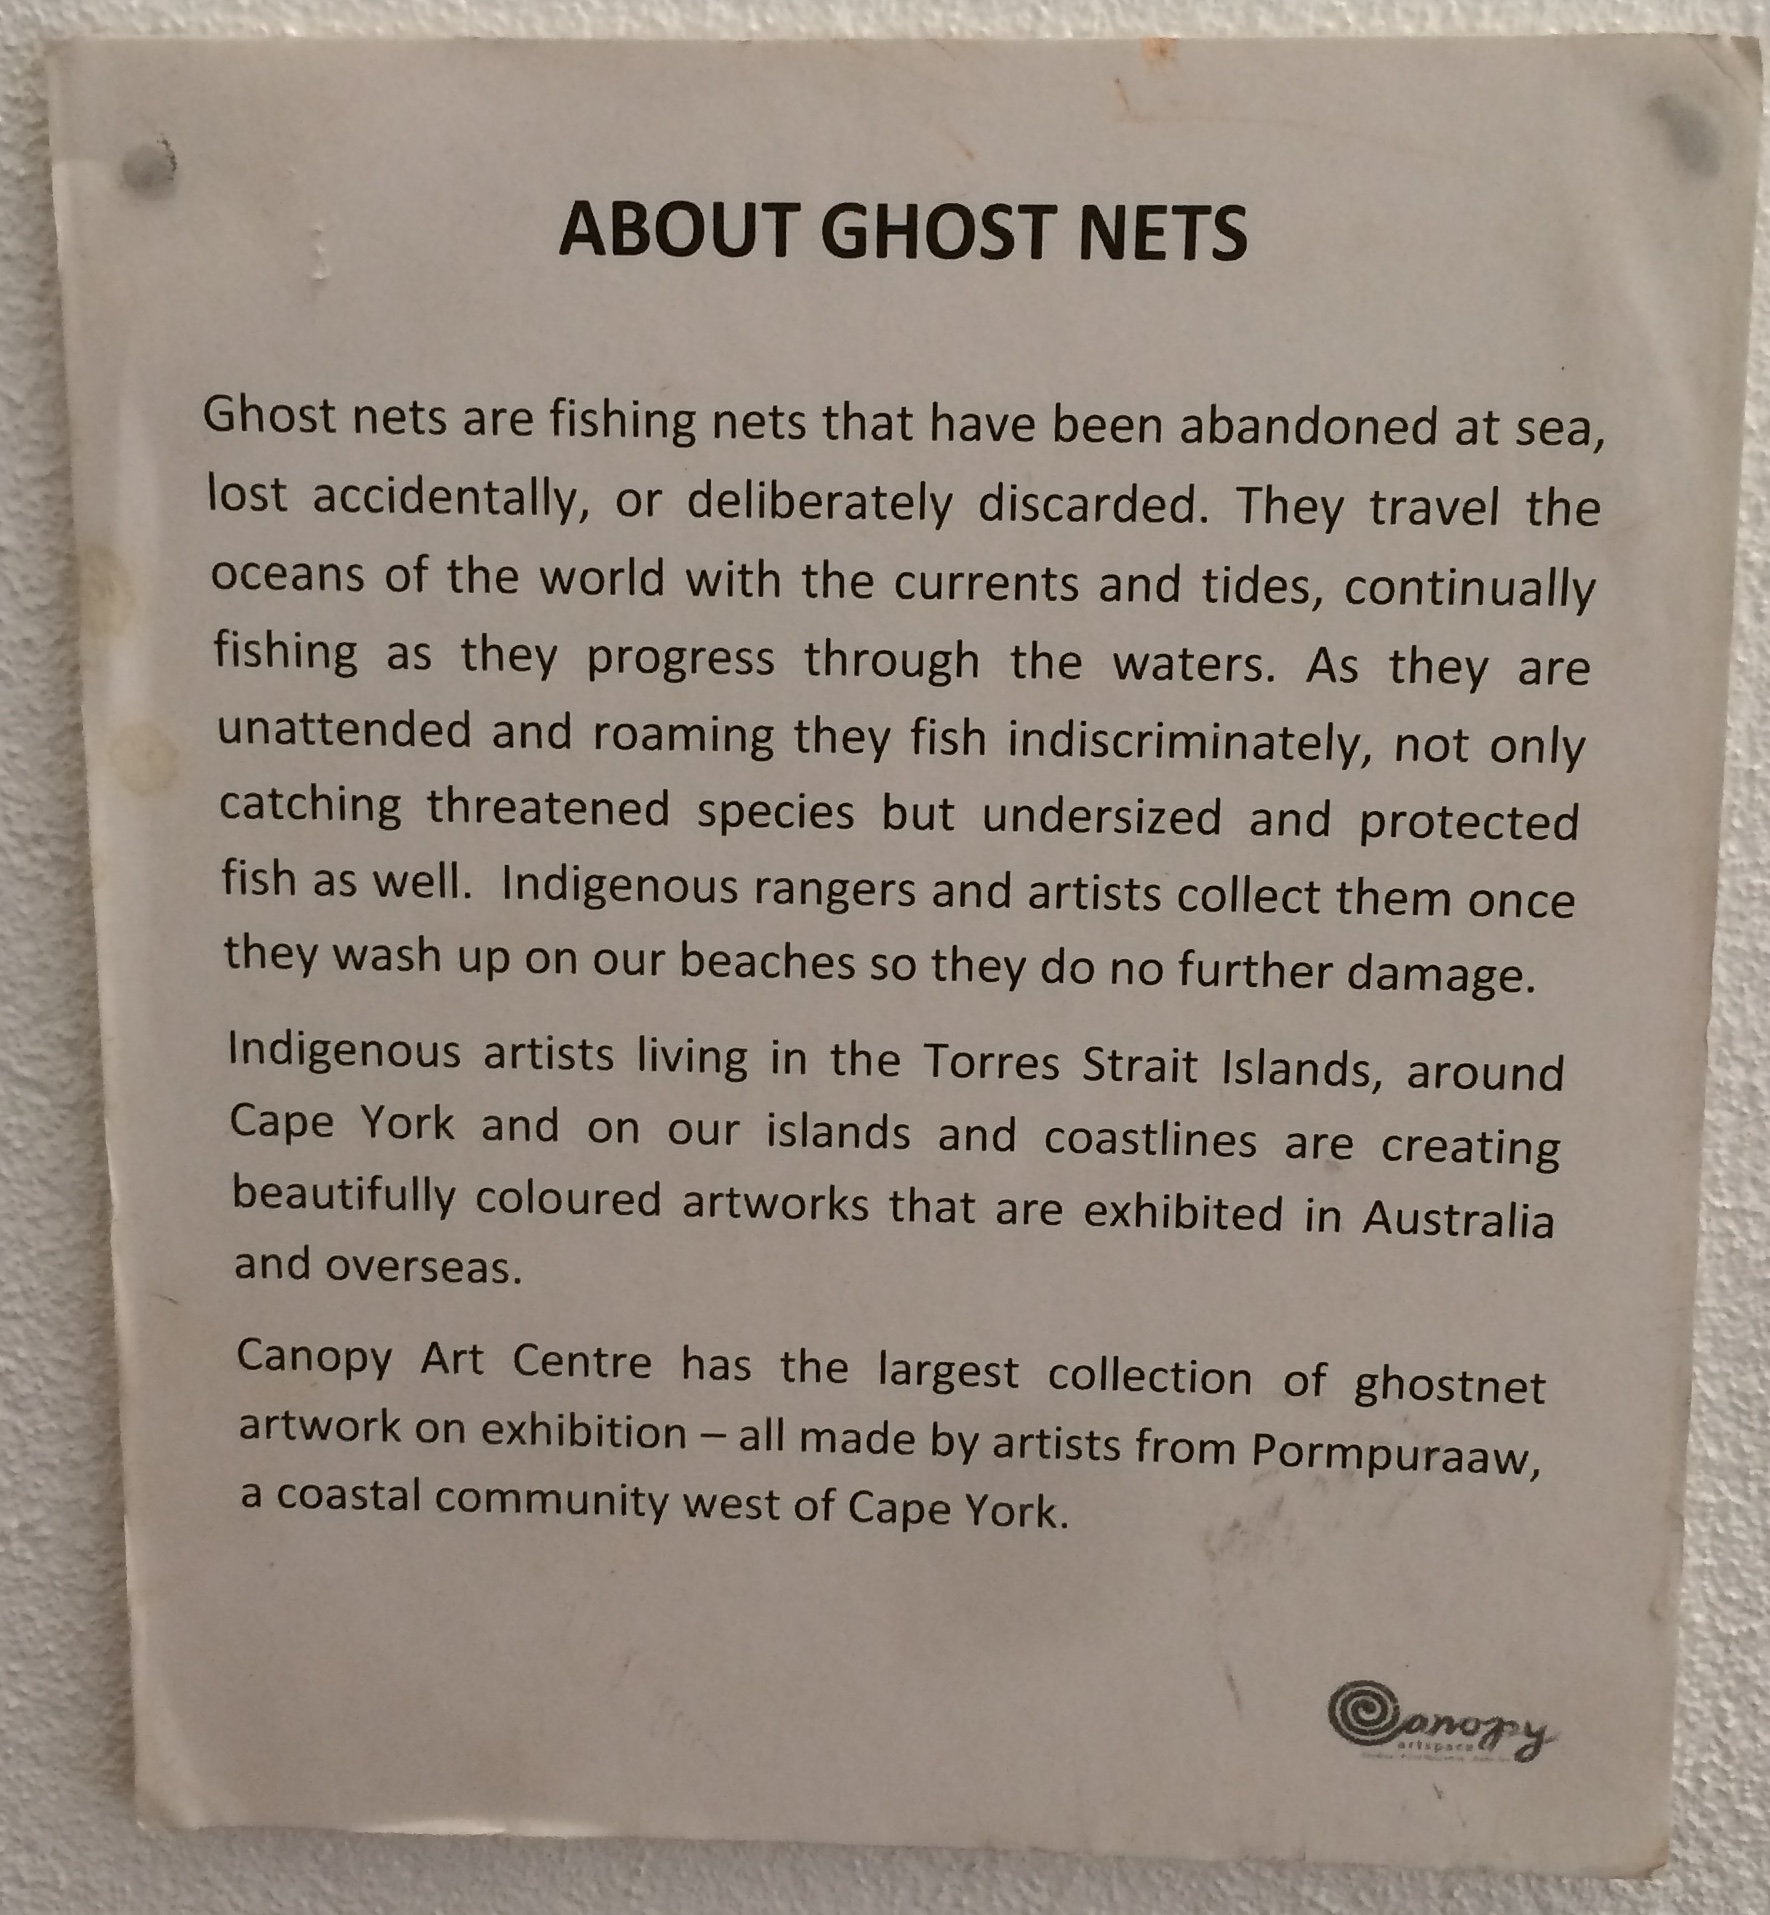 ABOUT GHOST NETS
Ghost nets are fishing nets that have been abandoned at sea,
lost accidentally, or deliberately discarded. They travel the
oceans of the world with the currents and tides, continually
fishing as they progress through the waters. As they are
unattended and roaming they fish indiscriminately, not only
catching threatened species but undersized and protected
fish as well. Indigenous rangers and artists collect them once
they wash up on our beaches so they do no further damage.
Indigenous artists living in the Torres Strait Islands, around
Cape York and on our islands and coastlines are creating
beautifully coloured artworks that are exhibited in Australia
and overseas.
Canopy Art Centre has the largest collection of ghostnet
artwork on exhibition – all made by artists from Pormpuraaw,
a coastal community west of Cape York.
Canopy
artspace